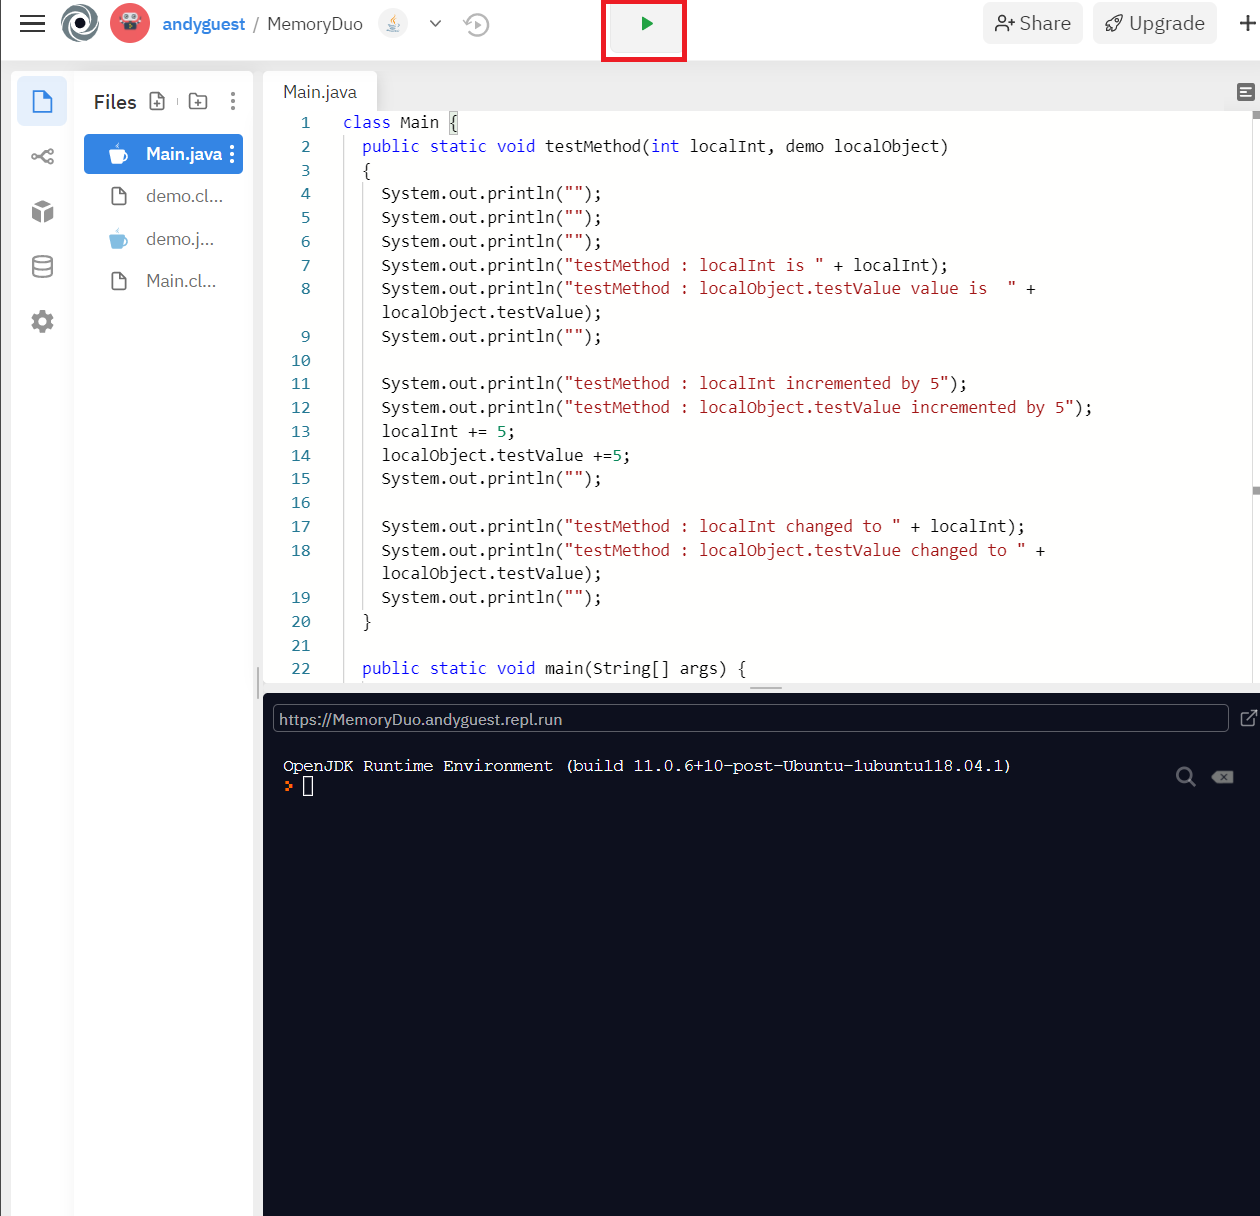 andyguest / MemoryDuo
Share
Upgrade
Files
Main.java
demo.cl...
demo.j...
Main.cl...
Main.java
1 class Main {
2 public static void testMethod(int localInt, demo localObject)
3 {
4 System.out.println("");
5 System.out.println("");
6 System.out.println("");
7 System.out.println("testMethod : localInt is " + localInt);
8 System.out.println("testMethod : localObject.testValue value is  " +
localObject.testValue);
9 System.out.println("");
10
11 System.out.println("testMethod : localInt incremented by 5");
12 System.out.println("testMethod : localObject.testValue incremented by 5");
13 localInt += 5;
14 localObject.testValue +=5;
15 System.out.println("");
16
17 System.out.println("testMethod : localInt changed to " + localInt);
18 System.out.println("testMethod : localObject.testValue changed to " +
localObject.testValue);
19 System.out.println("");
20 }
21
22 public static void main(String[] args) {
https://MemoryDuo.andyguest.repl.run
OpenJDK Runtime Environment (build 11.0.6+10-post-Ubuntu-1ubuntu118.04.1)
>